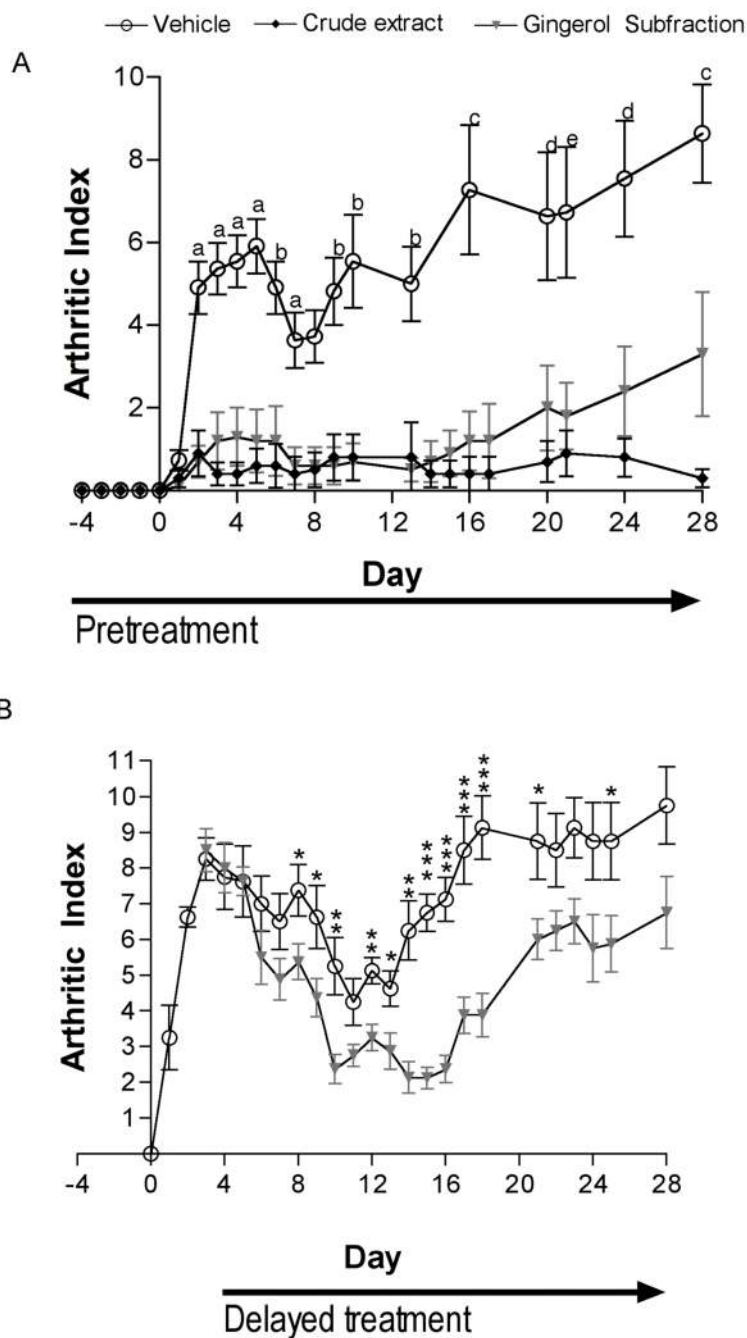 Vehicle Crude extract Gingerol Subfraction
A
Arthritic Index
10
8
6
4
2
a a a a b a b b b c d e d c
-4 0 4 8 12 16 20 24 28
Day
Pretreatment
B
Arthritic Index
11
10
9
8
7
6
5
4
3
2
1
* * ** ** * ** *** *** *** *** * *
-4 0 4 8 12 16 20 24 28
Day
Delayed treatment